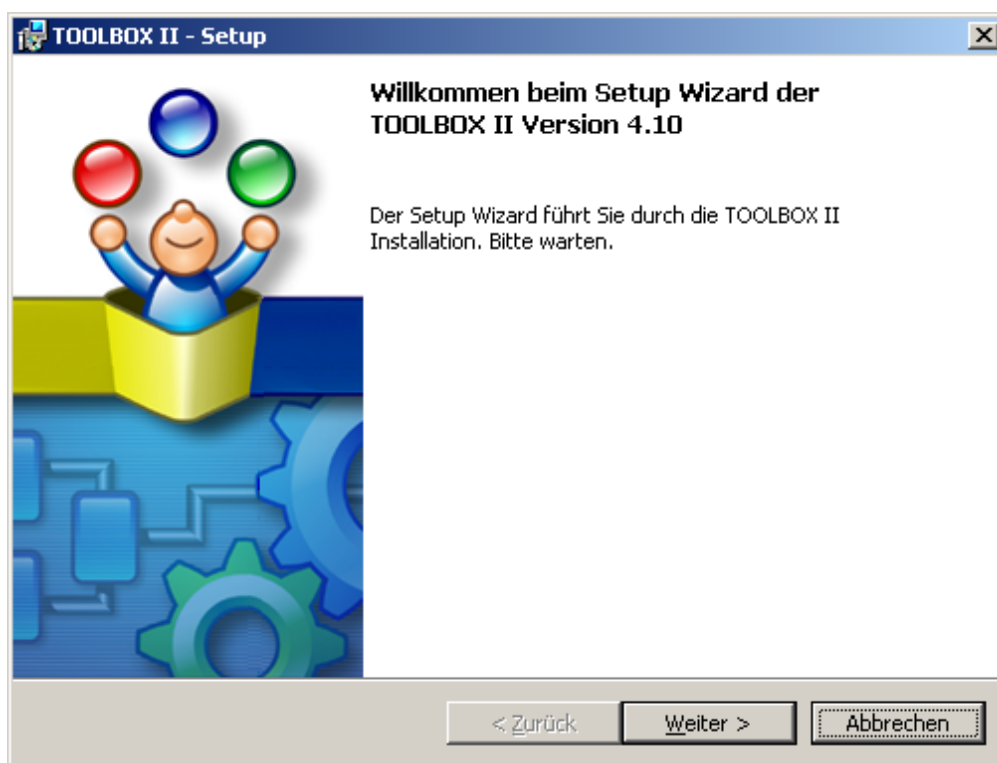 TOOLBOX II - Setup
Willkommen beim Setup Wizard der
TOOLBOX II Version 4.10
Der Setup Wizard führt Sie durch die TOOLBOX II
Installation. Bitte warten.
< Zurück
Weiter >
Abbrechen